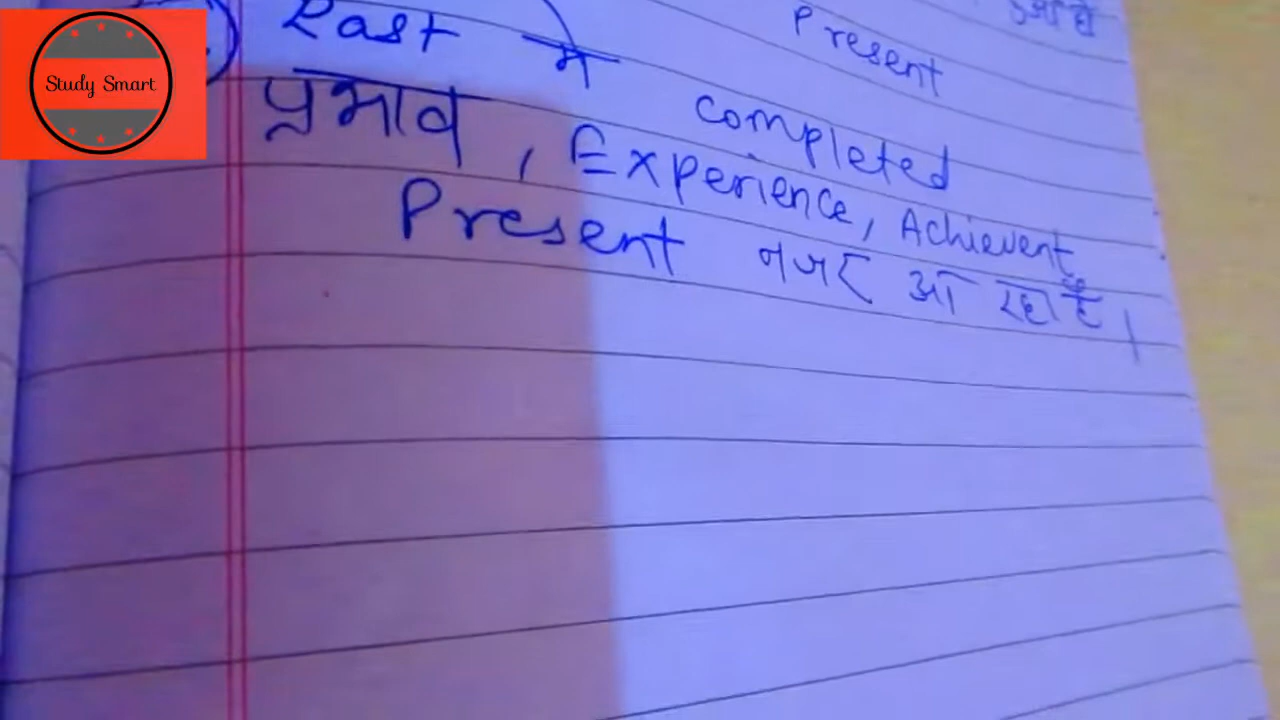 Study Smart
Present
Past मे completed
प्रभाव, Experience, Achievent
Present नजर आ रहा है।